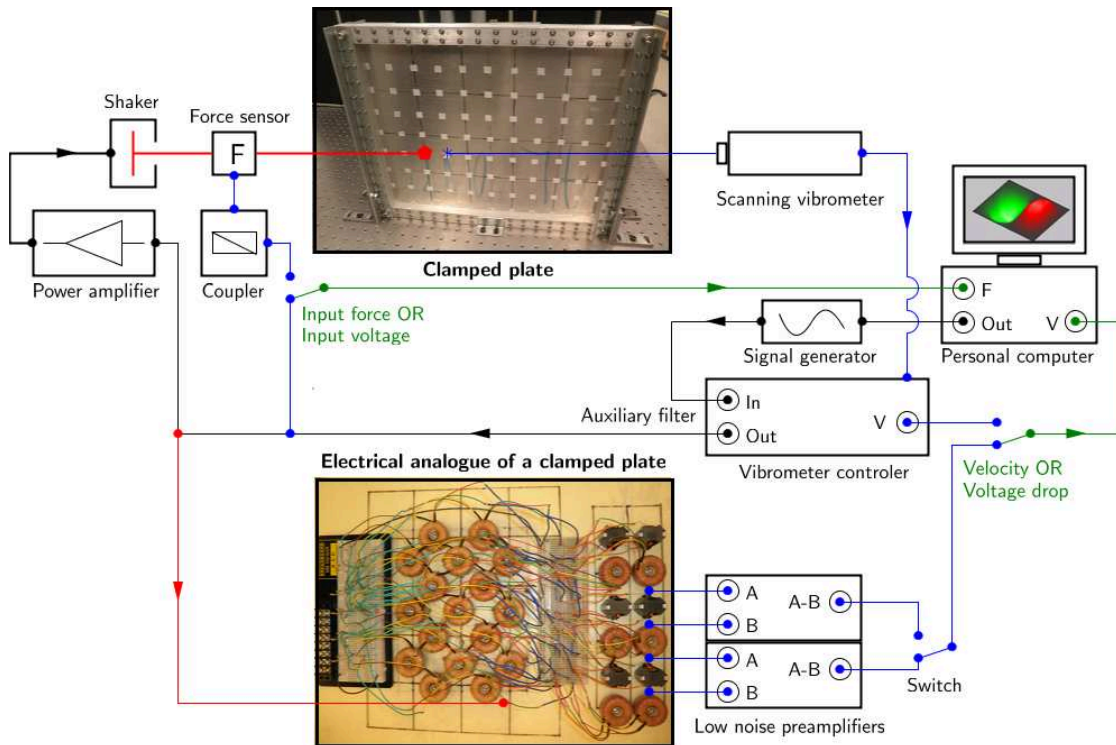 Shaker
Force sensor
F
Scanning vibrometer
Power amplifier
Coupler
Clamped plate
Input force OR
Input voltage
F
Out
V
Signal generator
Personal computer
Auxiliary filter
In
Out
V
Vibrometer controler
Electrical analogue of a clamped plate
Velocity OR
Voltage drop
A
B
A-B
A
B
A-B
Switch
Low noise preamplifiers